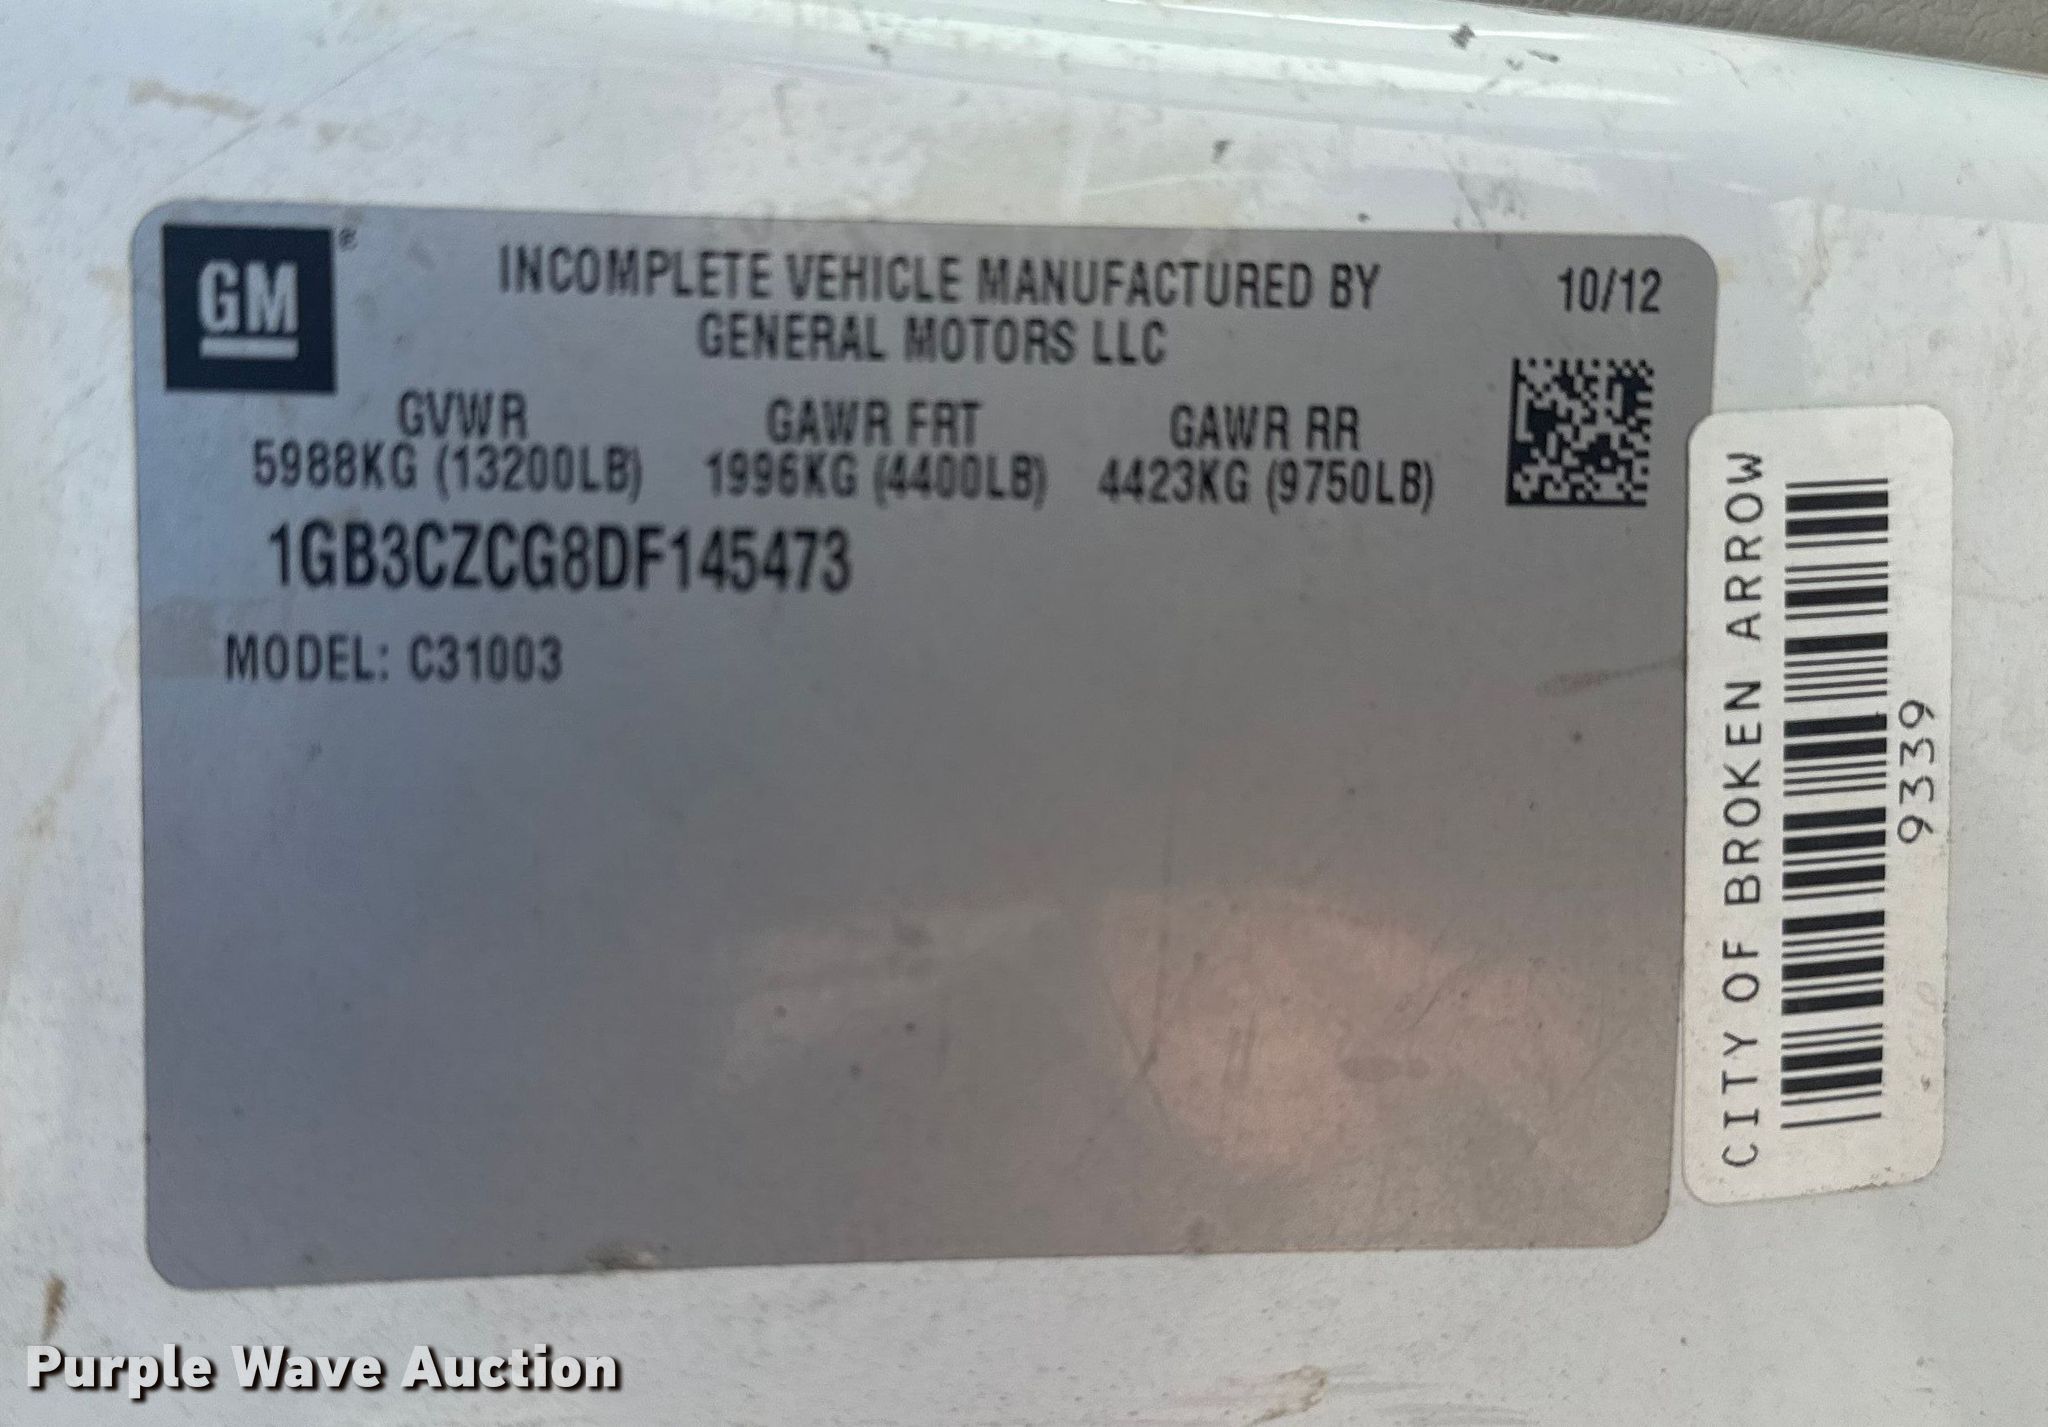 GM®
INCOMPLETE VEHICLE MANUFACTURED BY
GENERAL MOTORS LLC
10/12
GVWR GAWR FRT GAWR RR
5988KG (13200LB) 1996KG (4400LB) 4423KG (9750LB)
1GB3CZCG8DF145473
MODEL: C31003
CITY OF BROKEN ARROW
9339
Purple Wave Auction